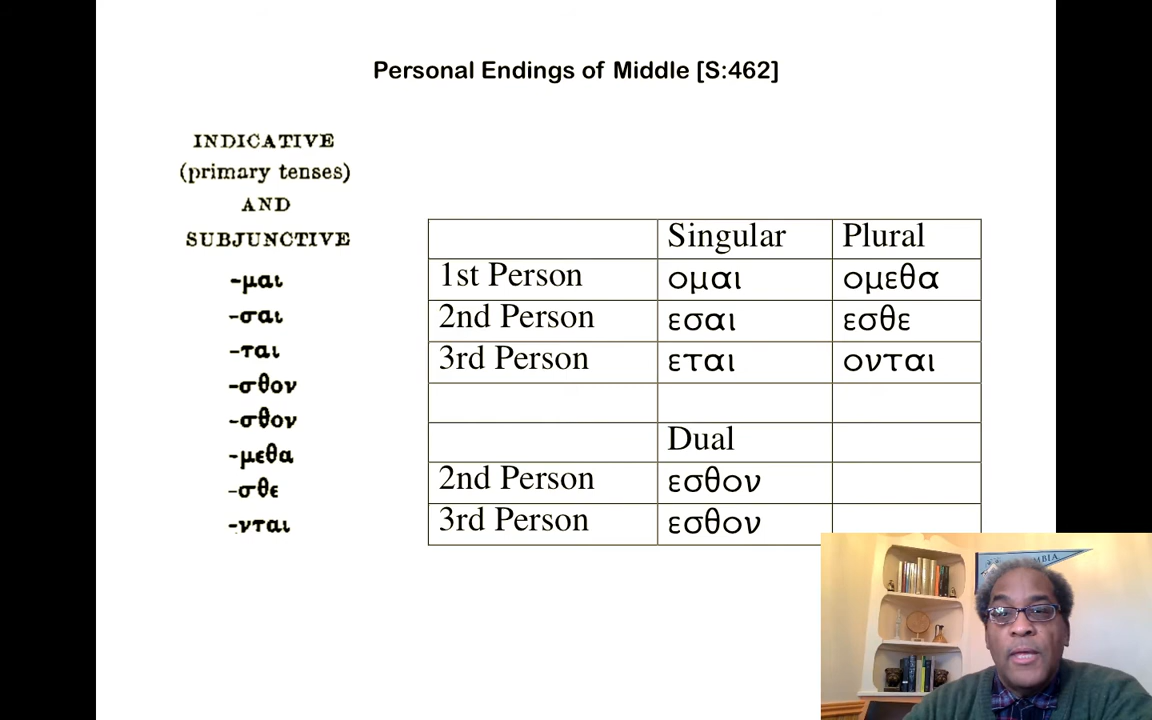 Personal Endings of Middle [S:462]
INDICATIVE
(primary tenses)
AND
SUBJUNCTIVE
-μαι
-σαι
-ται
-σθον
-σθον
-μεθα
-σθε
-νται
Singular Plural
1st Person ομαι ομεθα
2nd Person εσαι εσθε
3rd Person εται ονται
Dual
2nd Person εσθον
3rd Person εσθον